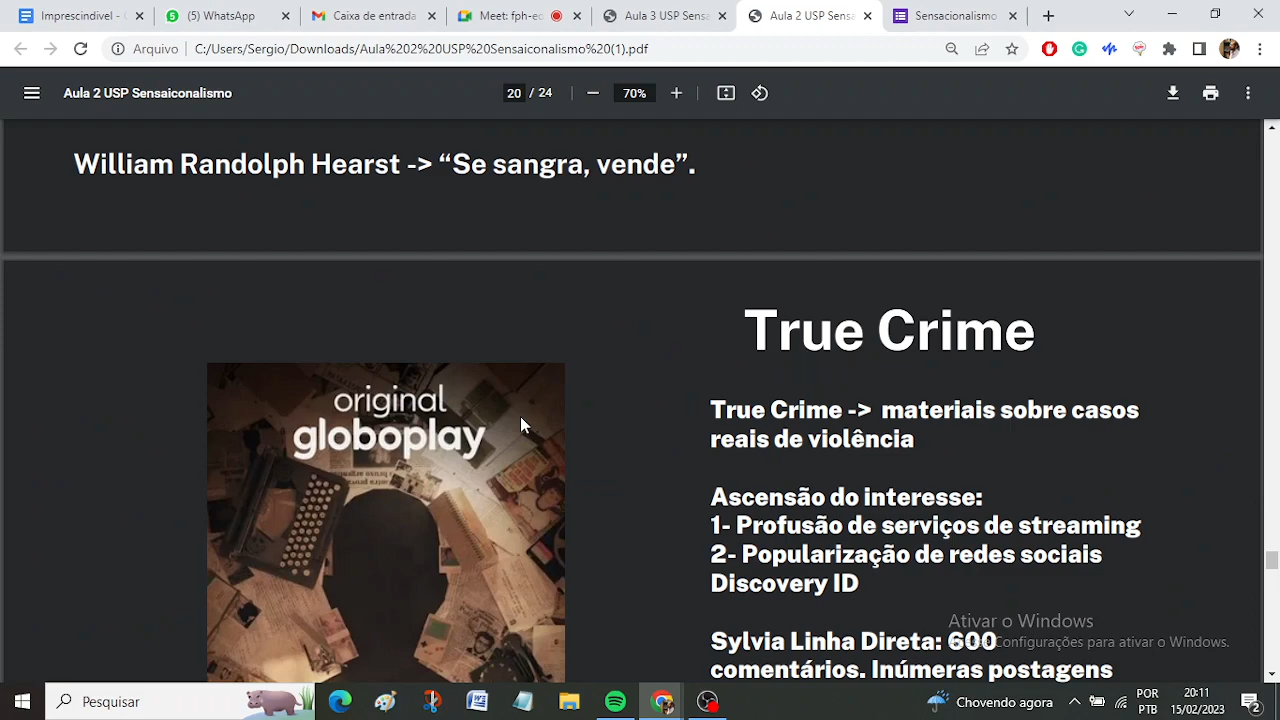 Imprescindível - G
(5) WhatsApp
Caixa de entrada
Meet: fph-ec
Aula 3 USP Sensa
Aula 2 USP Sensa
Sensacionalismo
Arquivo
C:/Users/Sergio/Downloads/Aula%202%20USP%20Sensaiconalismo%20(1).pdf
Aula 2 USP Sensaiconalismo
20 / 24
70%
William Randolph Hearst -> “Se sangra, vende”.
True Crime
original
globoplay
True Crime -> materiais sobre casos
reais de violência
Ascensão do interesse:
1- Profusão de serviços de streaming
2- Popularização de redes sociais
Discovery ID
Sylvia Linha Direta: 600
comentários. Inúmeras postagens
Ativar o Windows
Configurações para ativar o Windows.
Pesquisar
Chovendo agora
POR
PTB
20:11
15/02/2023
2